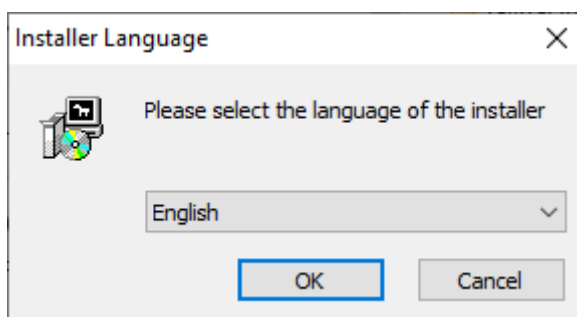 Installer Language
Please select the language of the installer
English
OK
Cancel